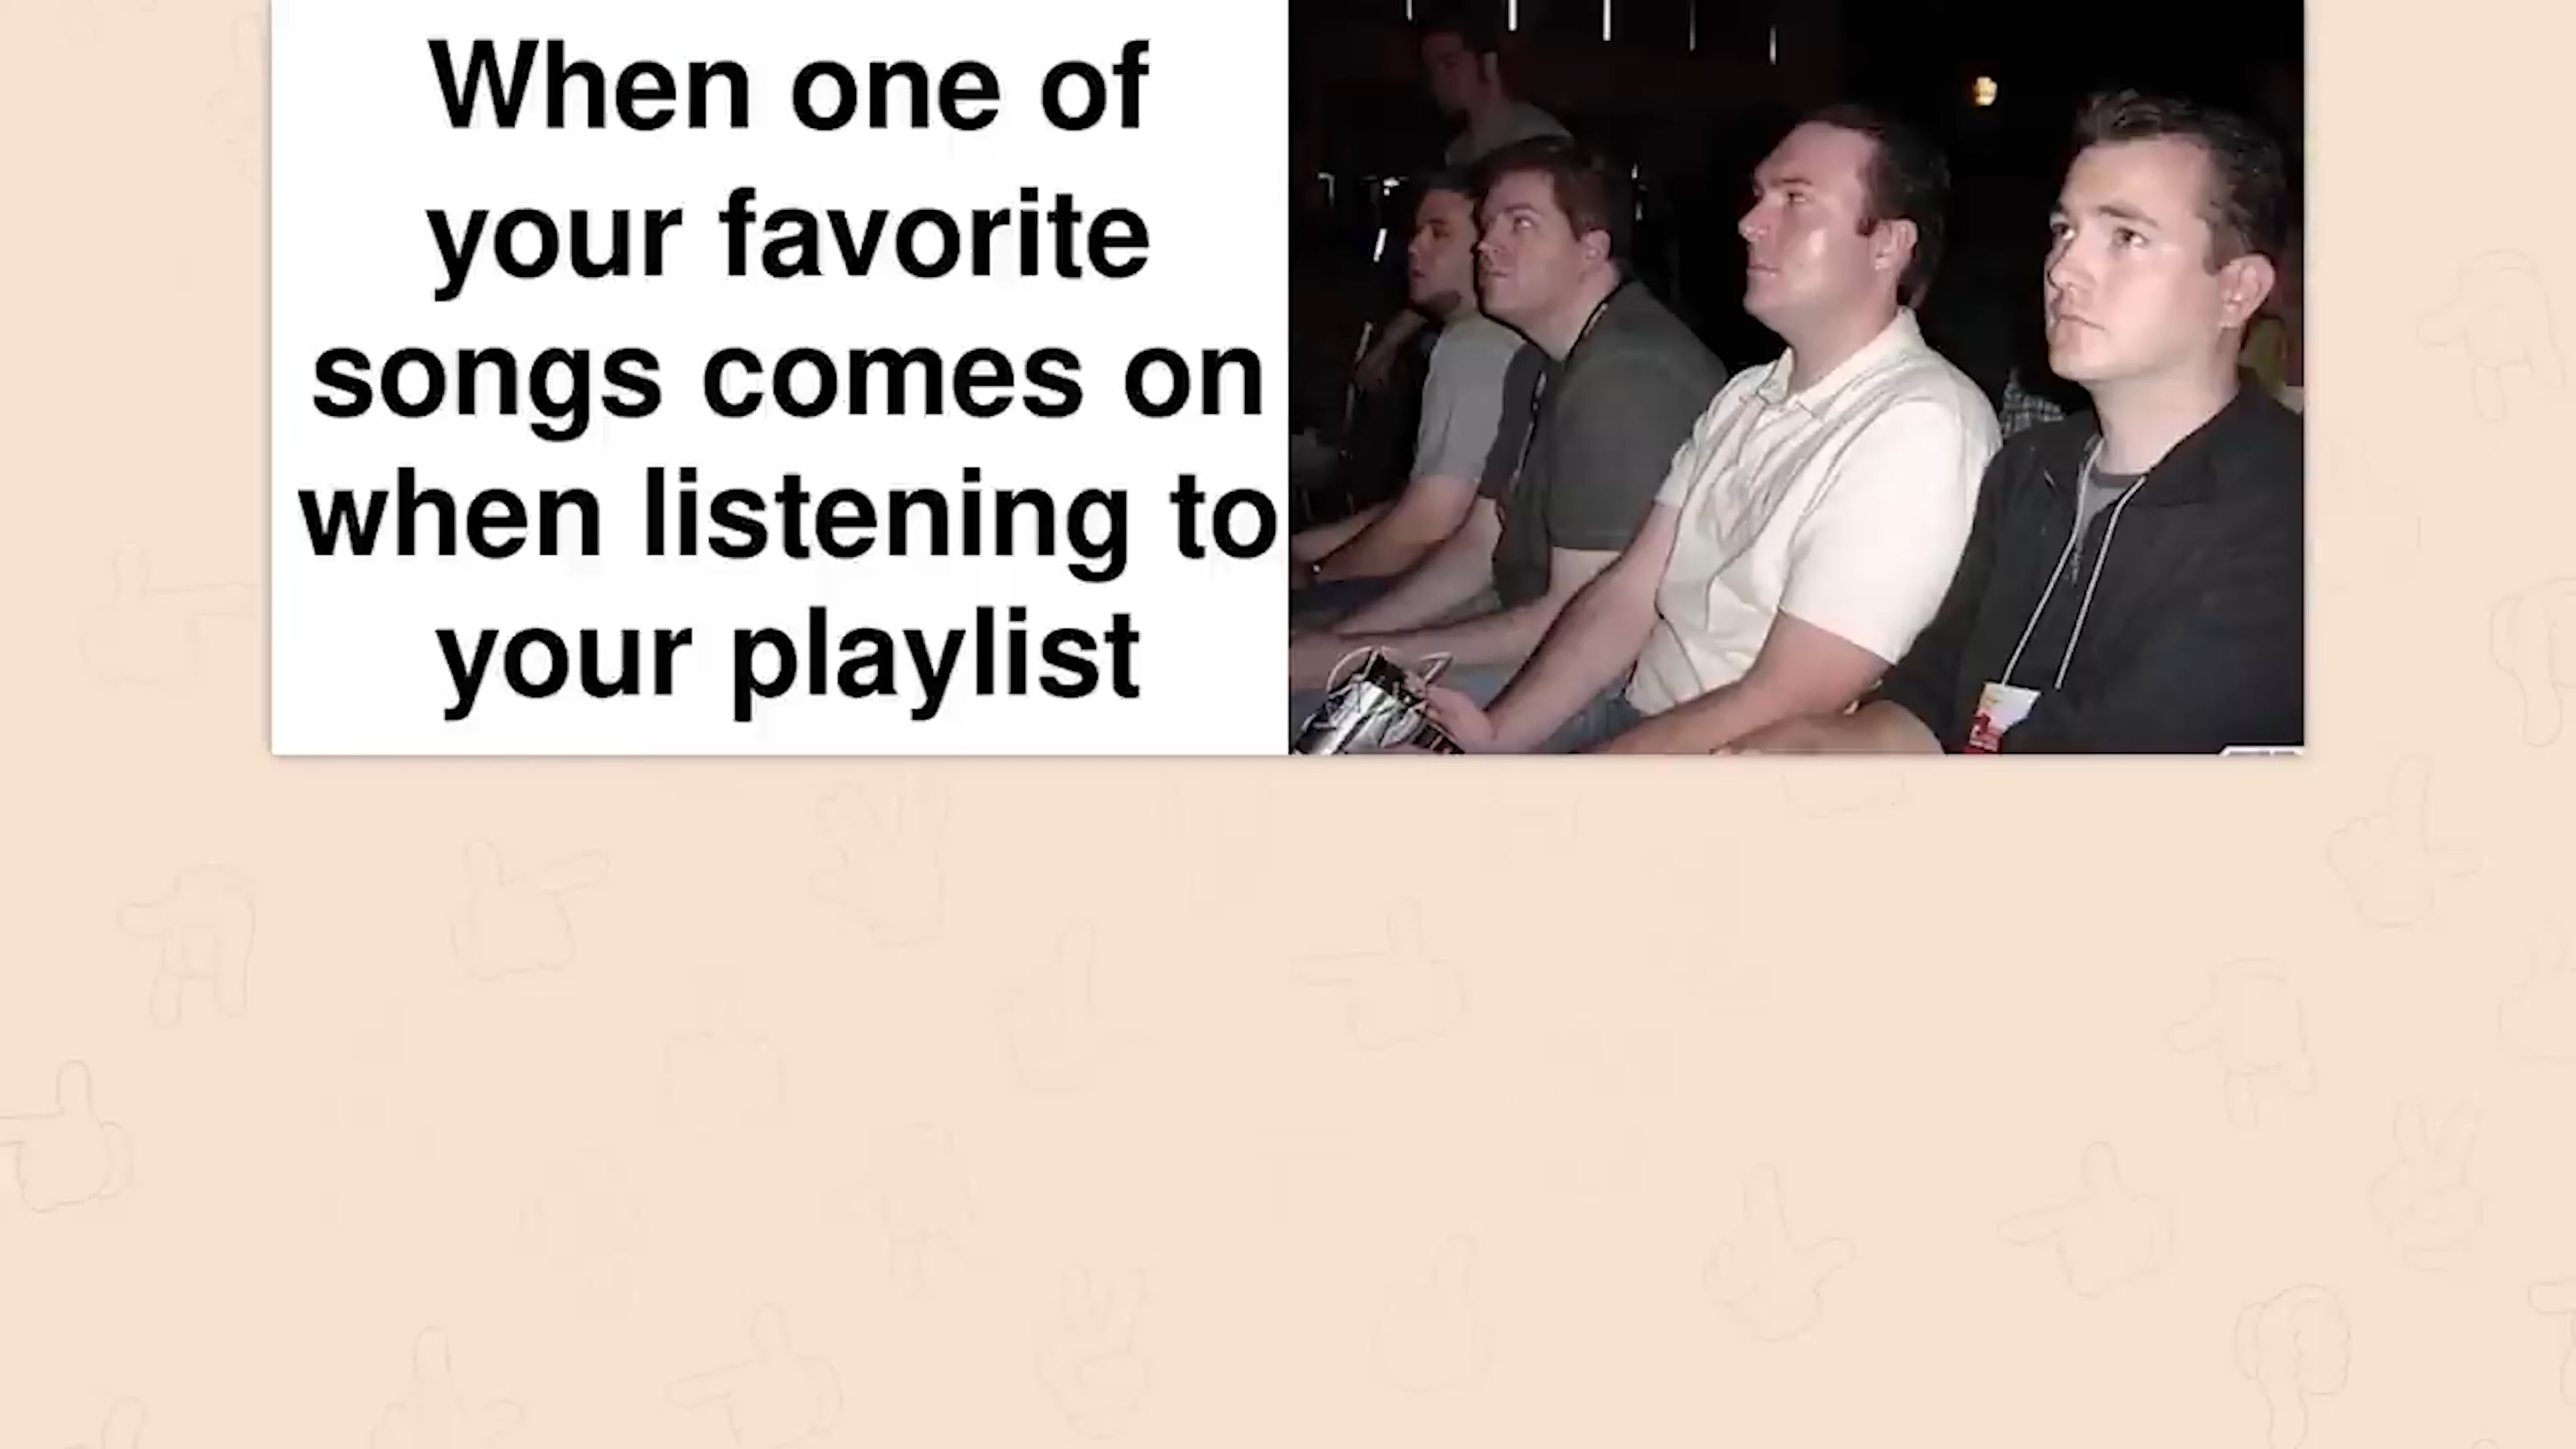 When one of
your favorite
songs comes on
when listening to
your playlist